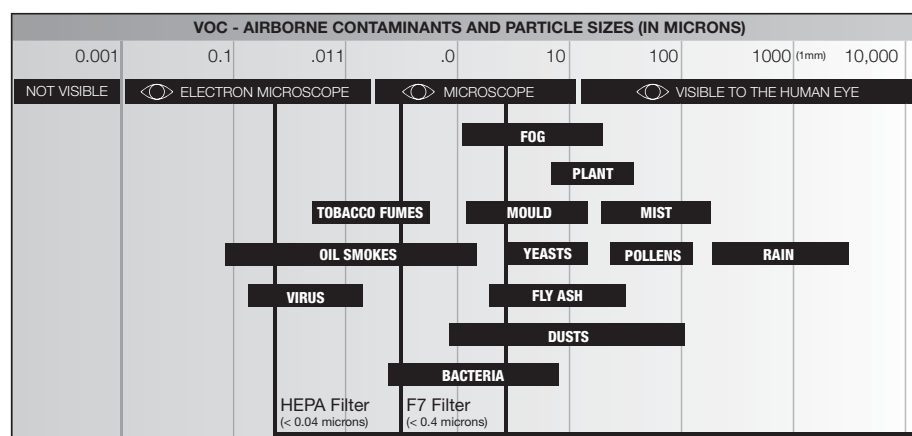 VOC - AIRBORNE CONTAMINANTS AND PARTICLE SIZES (IN MICRONS)
0.001 0.1 .011 .0 10 100 1000 (1mm) 10,000
NOT VISIBLE ELECTRON MICROSCOPE MICROSCOPE VISIBLE TO THE HUMAN EYE
FOG
PLANT
TOBACCO FUMES MOULD MIST
OIL SMOKES YEASTS POLLENS RAIN
VIRUS FLY ASH
DUSTS
BACTERIA
HEPA Filter F7 Filter
(< 0.04 microns) (< 0.4 microns)